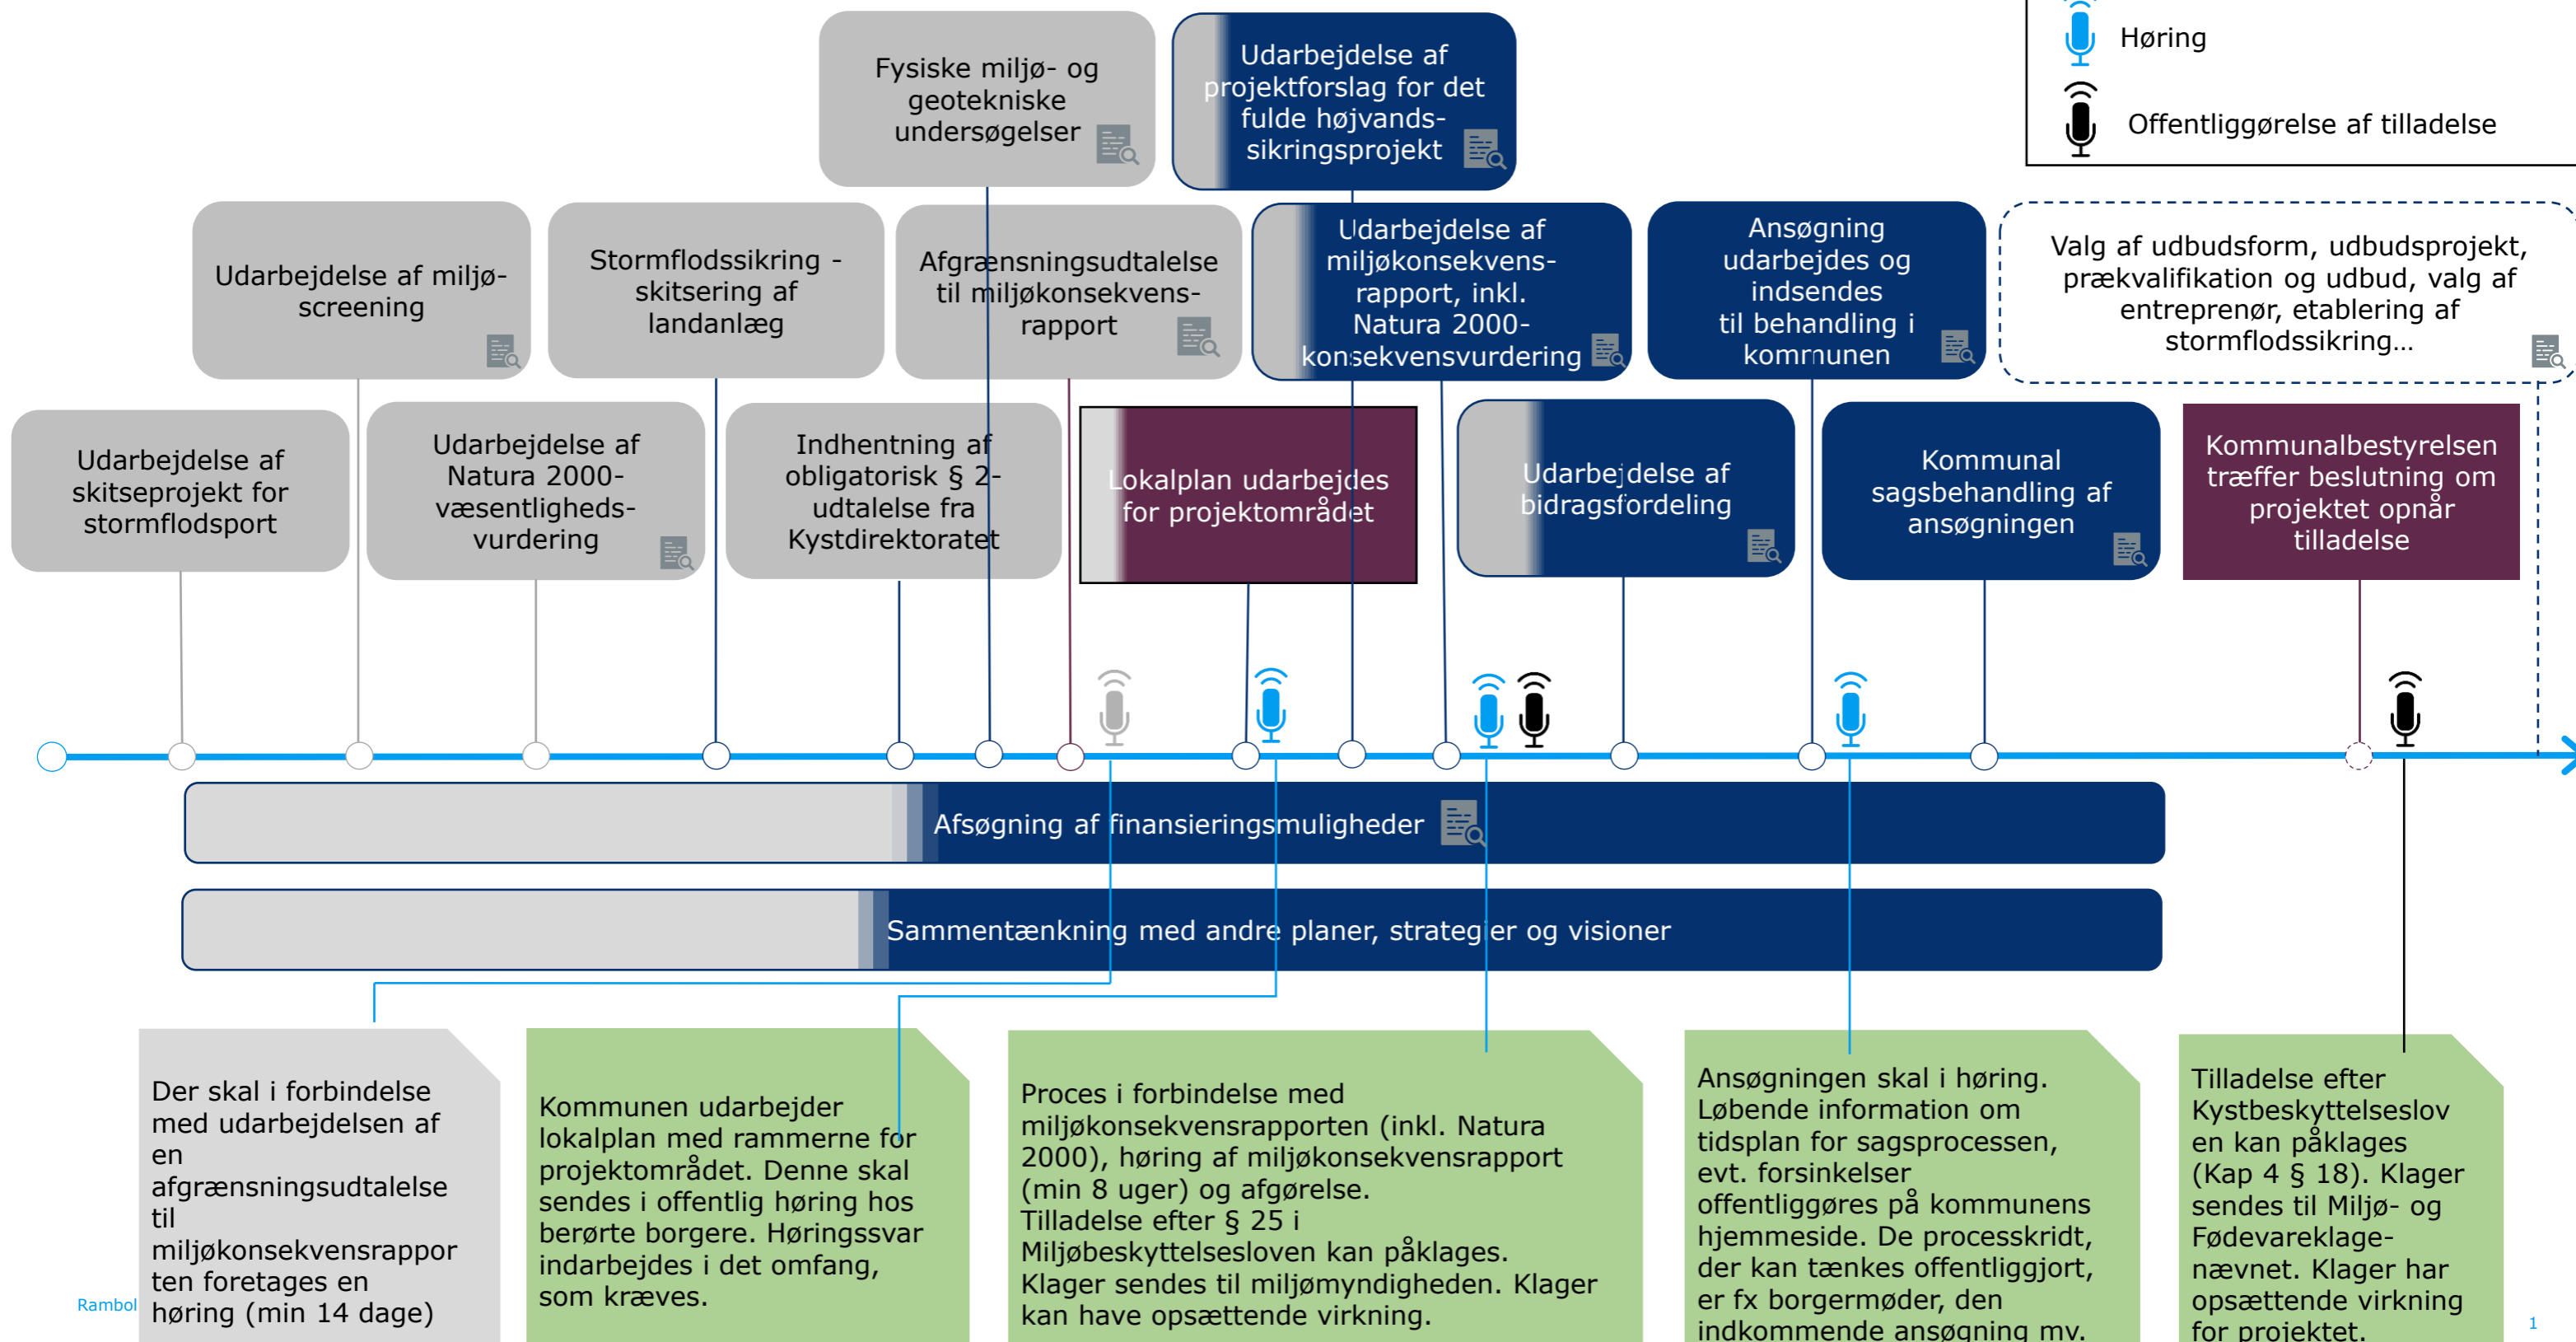 Høring
Offentliggørelse af tilladelse
Fysiske miljø- og
geotekniske
undersøgelser
Udarbejdelse af
projektforslag for det
fulde højvands-
sikringsprojekt
Udarbejdelse af miljø-
screening
Stormflodssikring -
skitsering af
landanlæg
Afgrænsningsudtalelse
til miljøkonsekvens-
rapport
Udarbejdelse af
miljøkonsekvens-
rapport, inkl.
Natura 2000-
konsekvensvurdering
Ansøgning
udarbejdes og
indsendes
til behandling i
kommunen
Valg af udbudsform, udbudsprojekt,
prækvalifikation og udbud, valg af
entreprenør, etablering af
stormflodssikring…
Udarbejdelse af
skitseprojekt for
stormflodsport
Udarbejdelse af
Natura 2000-
væsentligheds-
vurdering
Indhentning af
obligatorisk § 2-
udtalelse fra
Kystdirektoratet
Lokalplan udarbejdes
for projektområdet
Udarbejdelse af
bidragsfordeling
Kommunal
sagsbehandling af
ansøgningen
Kommunalbestyrelsen
træffer beslutning om
projektet opnår
tilladelse
Afsøgning af finansieringsmuligheder
Sammentænkning med andre planer, strategier og visioner
Der skal i forbindelse
med udarbejdelsen af
en
afgrænsningsudtalelse
til
miljøkonsekvensrappor
ten foretages en
høring (min 14 dage)
Kommunen udarbejder
lokalplan med rammerne for
projektområdet. Denne skal
sendes i offentlig høring hos
berørte borgere. Høringssvar
indarbejdes i det omfang,
som kræves.
Proces i forbindelse med
miljøkonsekvensrapporten (inkl. Natura
2000), høring af miljøkonsekvensrapport
(min 8 uger) og afgørelse.
Tilladelse efter § 25 i
Miljøbeskyttelsesloven kan påklages.
Klager sendes til miljømyndigheden. Klager
kan have opsættende virkning.
Ansøgningen skal i høring.
Løbende information om
tidsplan for sagsprocessen,
evt. forsinkelser
offentliggøres på kommunens
hjemmeside. De processkridt,
der kan tænkes offentliggjort,
er fx borgermøder, den
indkommende ansøgning mv.
Tilladelse efter
Kystbeskyttelseslov
en kan påklages
(Kap 4 § 18). Klager
sendes til Miljø- og
Fødevareklage-
nævnet. Klager har
opsættende virkning
for projektet.
Rambol
1